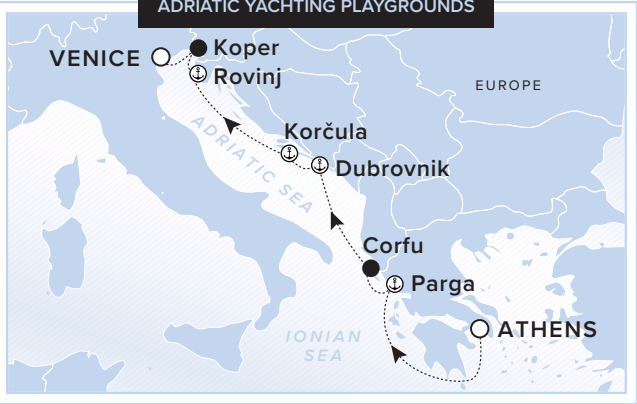 ADRIATIC YACHTING PLAYGROUNDS
VENICE
Koper
Rovinj
EUROPE
Korčula
ADRIATIC SEA
Dubrovnik
Corfu
Parga
ATHENS
IONIAN
SEA